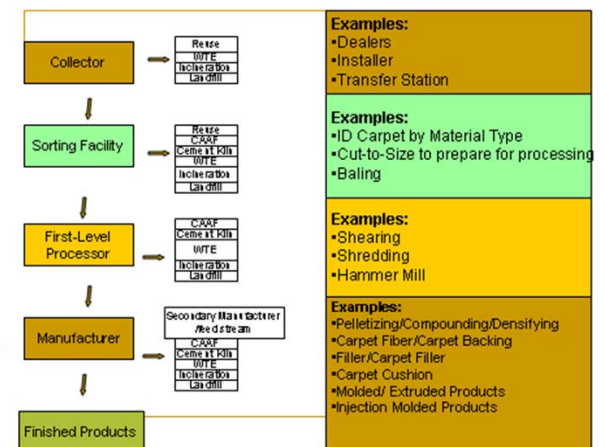 Collector
Reuse
WTE
Incineration
Landfill
Examples:
▪Dealers
▪Installer
▪Transfer Station
Sorting Facility
Reuse
CAAF
Cement Kiln
WTE
Incineration
Landfill
Examples:
▪ID Carpet by Material Type
▪Cut-to-Size to prepare for processing
▪Baling
First-Level
Processor
CAAF
Cement Kiln
WTE
Incineration
Landfill
Examples:
▪Shearing
▪Shredding
▪Hammer Mill
Manufacturer
Secondary Manufacturer
/feedstream
CAAF
Cement Kiln
WTE
Incineration
Landfill
Examples:
▪Pelletizing/Compounding/Densifying
▪Carpet Fiber/Carpet Backing
▪Filler/Carpet Filler
▪Carpet Cushion
▪Molded/ Extruded Products
▪Injection Molded Products
Finished Products